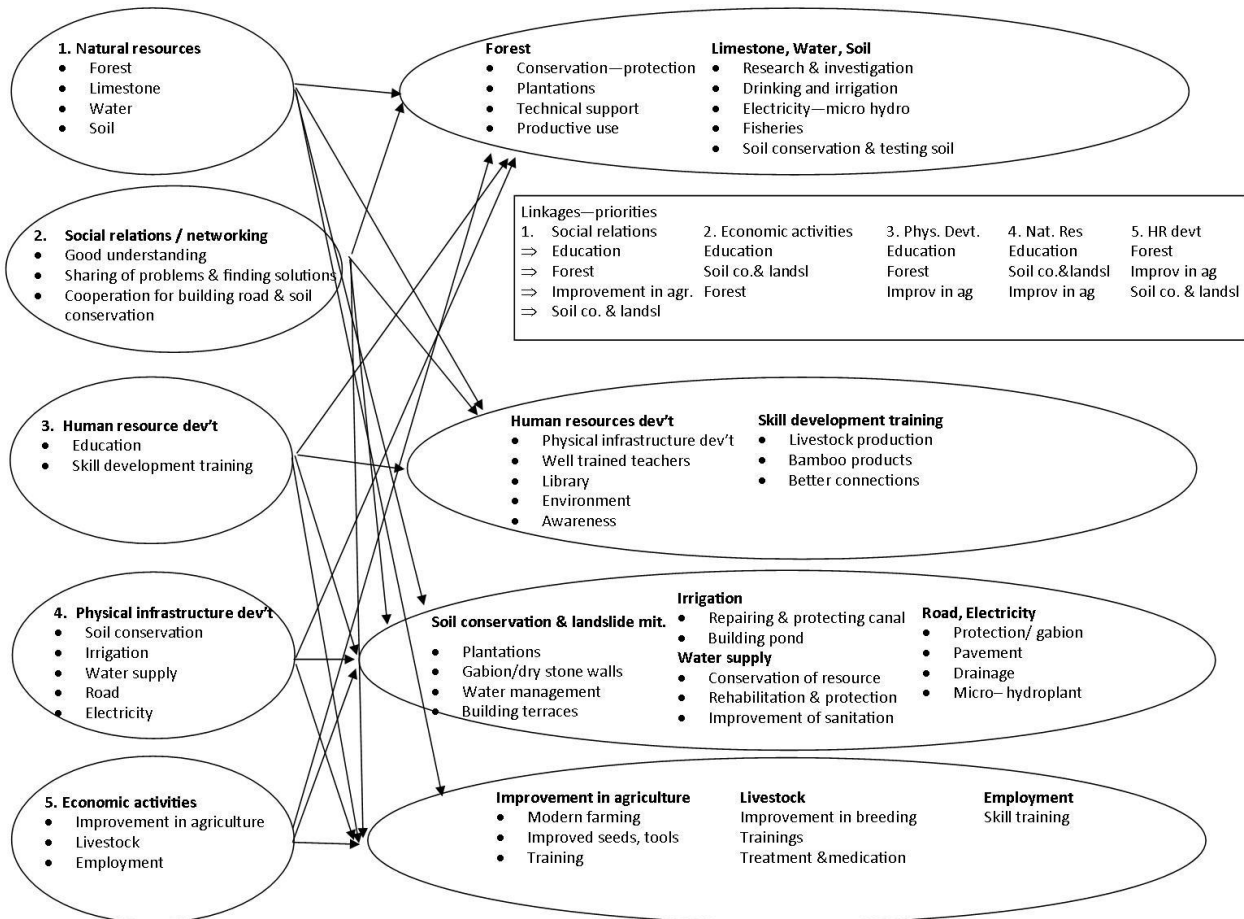 1. Natural resources
● Forest
● Limestone
● Water
● Soil
2. Social relations / networking
● Good understanding
● Sharing of problems & finding solutions
● Cooperation for building road & soil
conservation
3. Human resource dev't
● Education
● Skill development training
4. Physical infrastructure dev't
● Soil conservation
● Irrigation
● Water supply
● Road
● Electricity
5. Economic activities
● Improvement in agriculture
● Livestock
● Employment
Forest
● Conservation—protection
● Plantations
● Technical support
● Productive use
Limestone, Water, Soil
● Research & investigation
● Drinking and irrigation
● Electricity—micro hydro
● Fisheries
● Soil conservation & testing soil
Linkages—priorities
1. Social relations
⇒ Education
⇒ Forest
⇒ Improvement in agr.
⇒ Soil co. & landsl
2. Economic activities
Education
Soil co.& landsl
Forest
3. Phys. Devt.
Education
Forest
Improv in ag
4. Nat. Res
Education
Soil co.&landsl
Improv in ag
5. HR devt
Forest
Improv in ag
Soil co. & landsl
Human resources dev't
● Physical infrastructure dev't
● Well trained teachers
● Library
● Environment
● Awareness
Skill development training
● Livestock production
● Bamboo products
● Better connections
Soil conservation & landslide mit.
● Plantations
● Gabion/dry stone walls
● Water management
● Building terraces
Irrigation
● Repairing & protecting canal
● Building pond
Water supply
● Conservation of resource
● Rehabilitation & protection
● Improvement of sanitation
Road, Electricity
● Protection/ gabion
● Pavement
● Drainage
● Micro– hydroplant
Improvement in agriculture
● Modern farming
● Improved seeds, tools
● Training
Livestock
Improvement in breeding
Trainings
Treatment &medication
Employment
Skill training